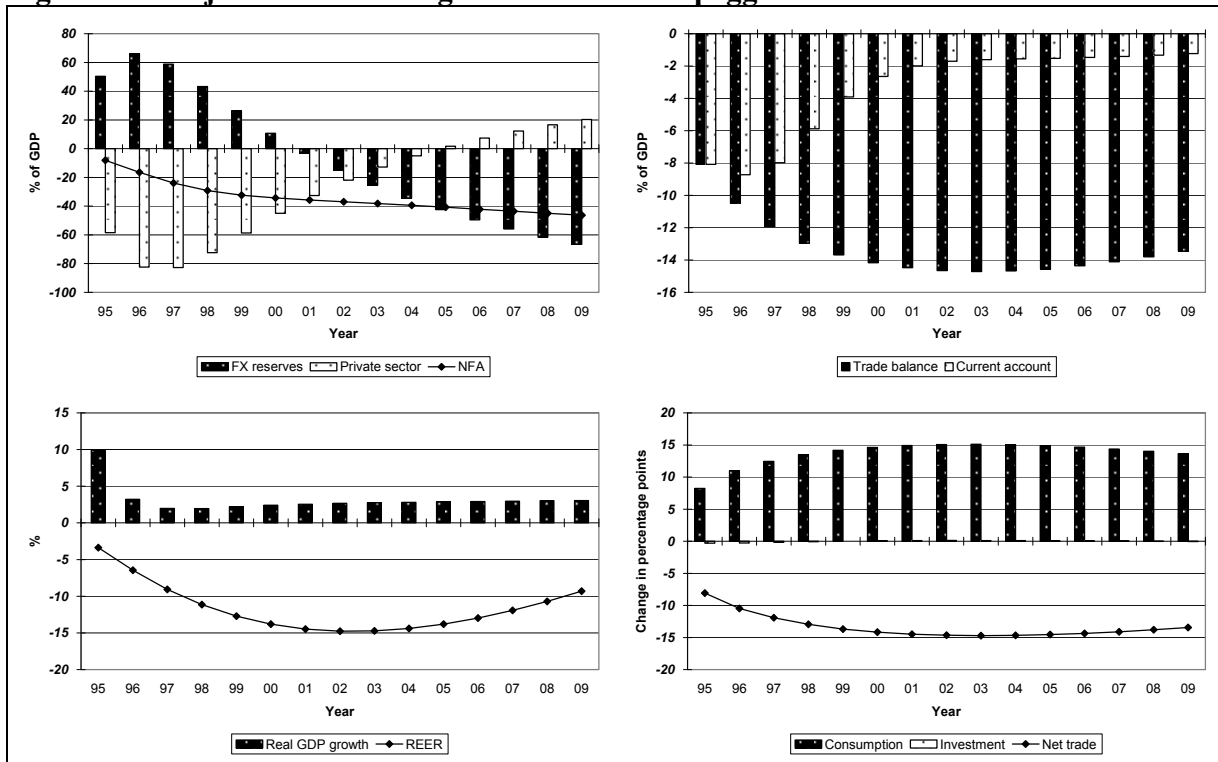 % of GDP
80
60
40
20
0
-20
-40
-60
-80
-100
95 96 97 98 99 00 01 02 03 04 05 06 07 08 09
Year
FX reserves Private sector NFA
% of GDP
0
-2
-4
-6
-8
-10
-12
-14
-16
95 96 97 98 99 00 01 02 03 04 05 06 07 08 09
Year
Trade balance Current account
%
15
10
5
0
-5
-10
-15
-20
95 96 97 98 99 00 01 02 03 04 05 06 07 08 09
Year
Real GDP growth REER
Change in percentage points
20
15
10
5
0
-5
-10
-15
-20
95 96 97 98 99 00 01 02 03 04 05 06 07 08 09
Year
Consumption Investment Net trade